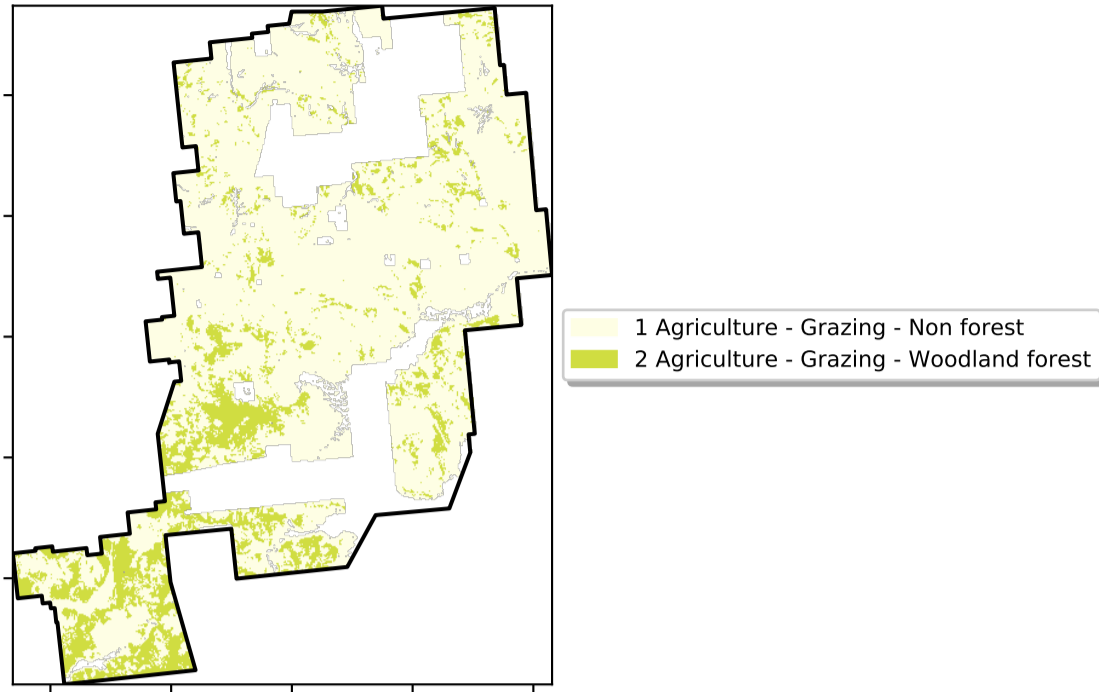 1 Agriculture - Grazing - Non forest
2 Agriculture - Grazing - Woodland forest